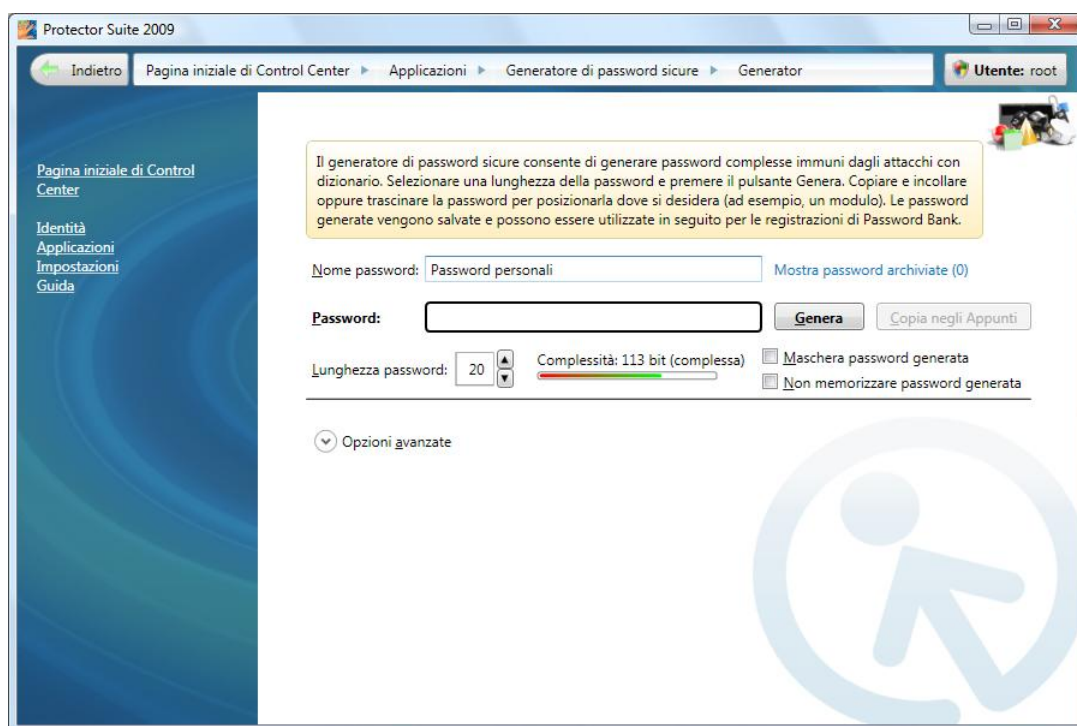 Protector Suite 2009
Indietro
Pagina iniziale di Control Center
Applicazioni
Generatore di password sicure
Generator
Utente: root
Pagina iniziale di Control
Center
Identità
Applicazioni
Impostazioni
Guida
Il generatore di password sicure consente di generare password complesse immuni dagli attacchi con
dizionario. Selezionare una lunghezza della password e premere il pulsante Genera. Copiare e incollare
oppure trascinare la password per posizionarla dove si desidera (ad esempio, un modulo). Le password
generate vengono salvate e possono essere utilizzate in seguito per le registrazioni di Password Bank.
Nome password: Password personali
Mostra password archiviate (0)
Password:
Genera
Copia negli Appunti
Lunghezza password: 20
Complessità: 113 bit (complessa)
Maschera password generata
Non memorizzare password generata
Opzioni avanzate